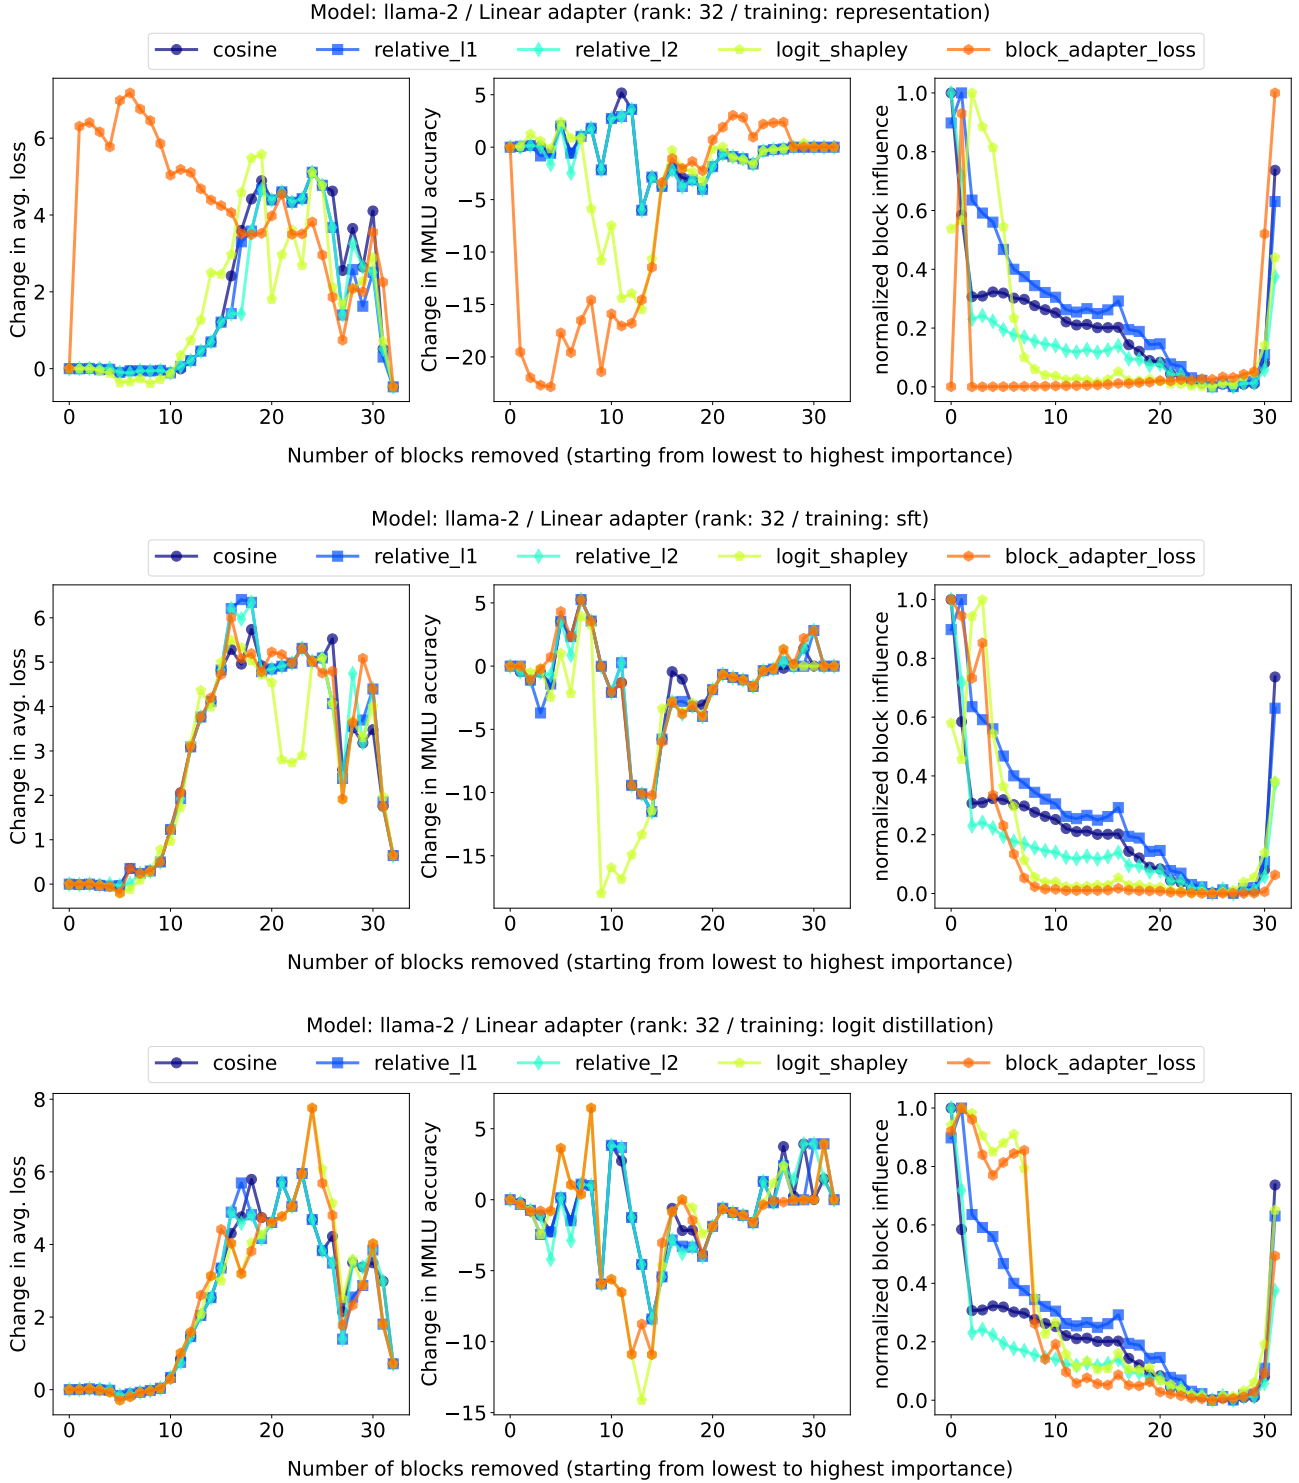 Model: llama-2 / Linear adapter (rank: 32 / training: representation)
cosine relative_l1 relative_l2 logit_shapley block_adapter_loss
Change in avg. loss
6
4
2
0
0 10 20 30
Change in MMLU accuracy
5
0
−5
−10
−15
−20
0 10 20 30
normalized block influence
1.0
0.8
0.6
0.4
0.2
0.0
0 10 20 30
Number of blocks removed (starting from lowest to highest importance)
Model: llama-2 / Linear adapter (rank: 32 / training: sft)
cosine relative_l1 relative_l2 logit_shapley block_adapter_loss
Change in avg. loss
6
5
4
3
2
1
0
0 10 20 30
Change in MMLU accuracy
5
0
−5
−10
−15
0 10 20 30
normalized block influence
1.0
0.8
0.6
0.4
0.2
0.0
0 10 20 30
Number of blocks removed (starting from lowest to highest importance)
Model: llama-2 / Linear adapter (rank: 32 / training: logit distillation)
cosine relative_l1 relative_l2 logit_shapley block_adapter_loss
Change in avg. loss
8
6
4
2
0
0 10 20 30
Change in MMLU accuracy
5
0
−5
−10
−15
0 10 20 30
normalized block influence
1.0
0.8
0.6
0.4
0.2
0.0
0 10 20 30
Number of blocks removed (starting from lowest to highest importance)